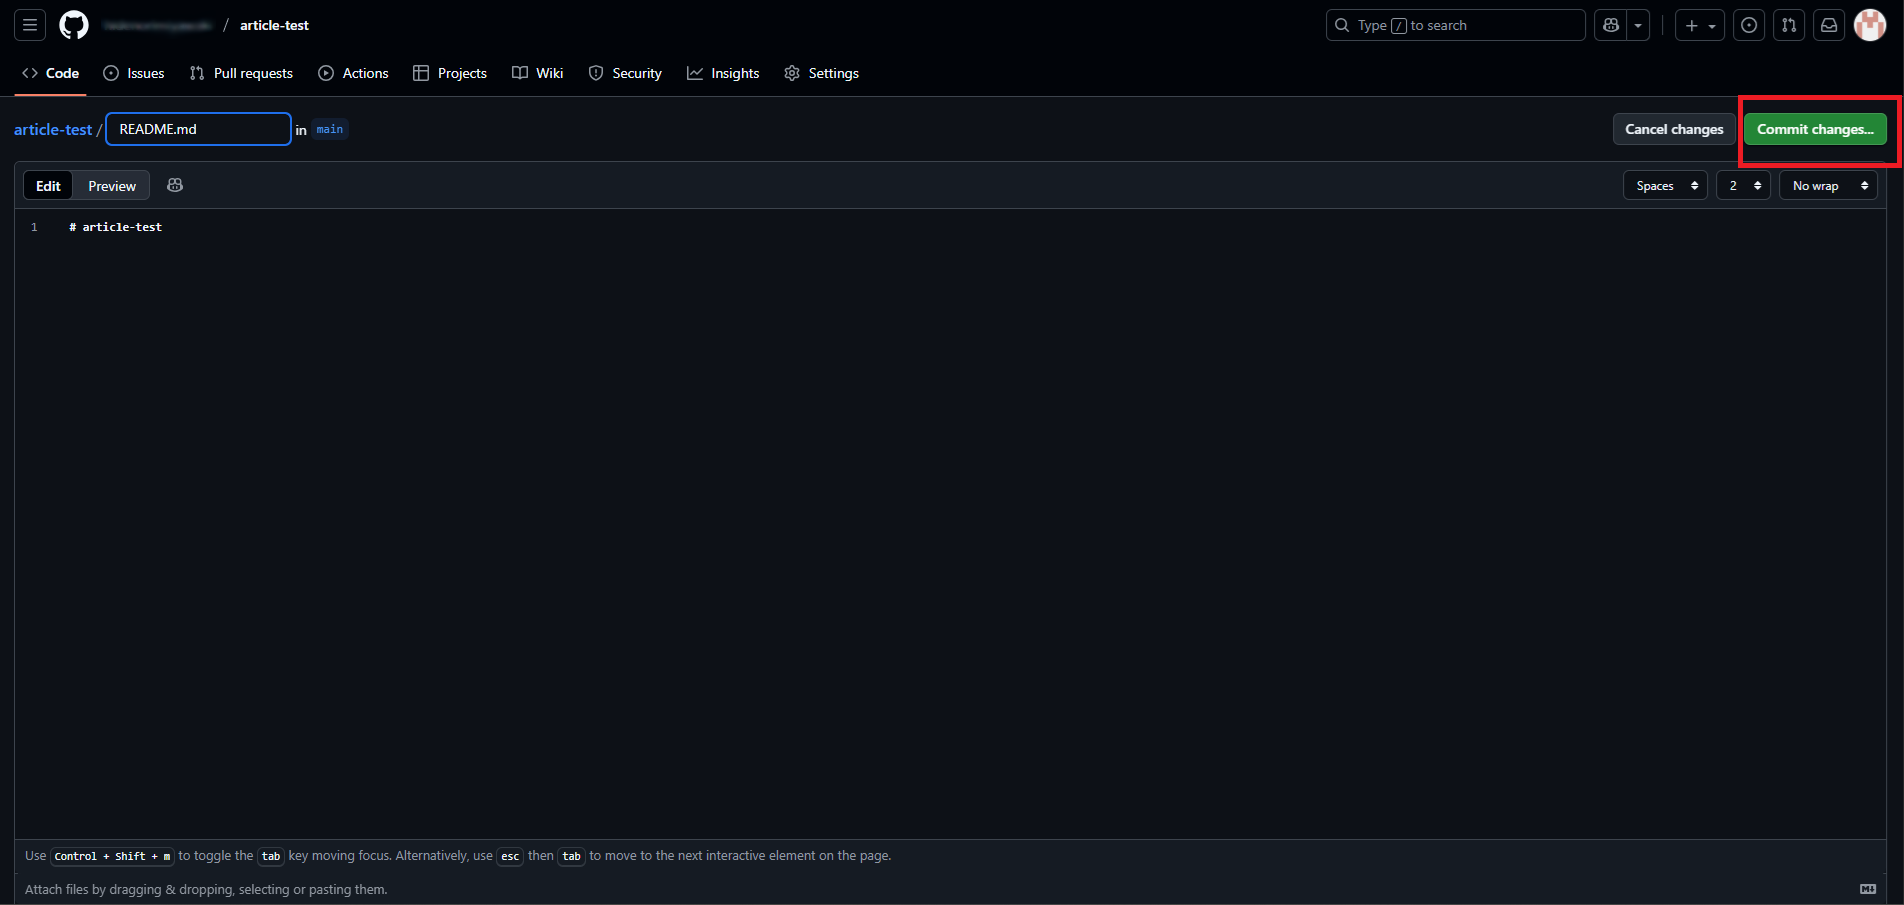 / article-test
Type / to search
Code Issues Pull requests Actions Projects Wiki Security Insights Settings
article-test / README.md in main
Cancel changes Commit changes...
Edit Preview
Spaces 2 No wrap
1 # article-test
Use Control + Shift + m to toggle the tab key moving focus. Alternatively, use esc then tab to move to the next interactive element on the page.
Attach files by dragging & dropping, selecting or pasting them.